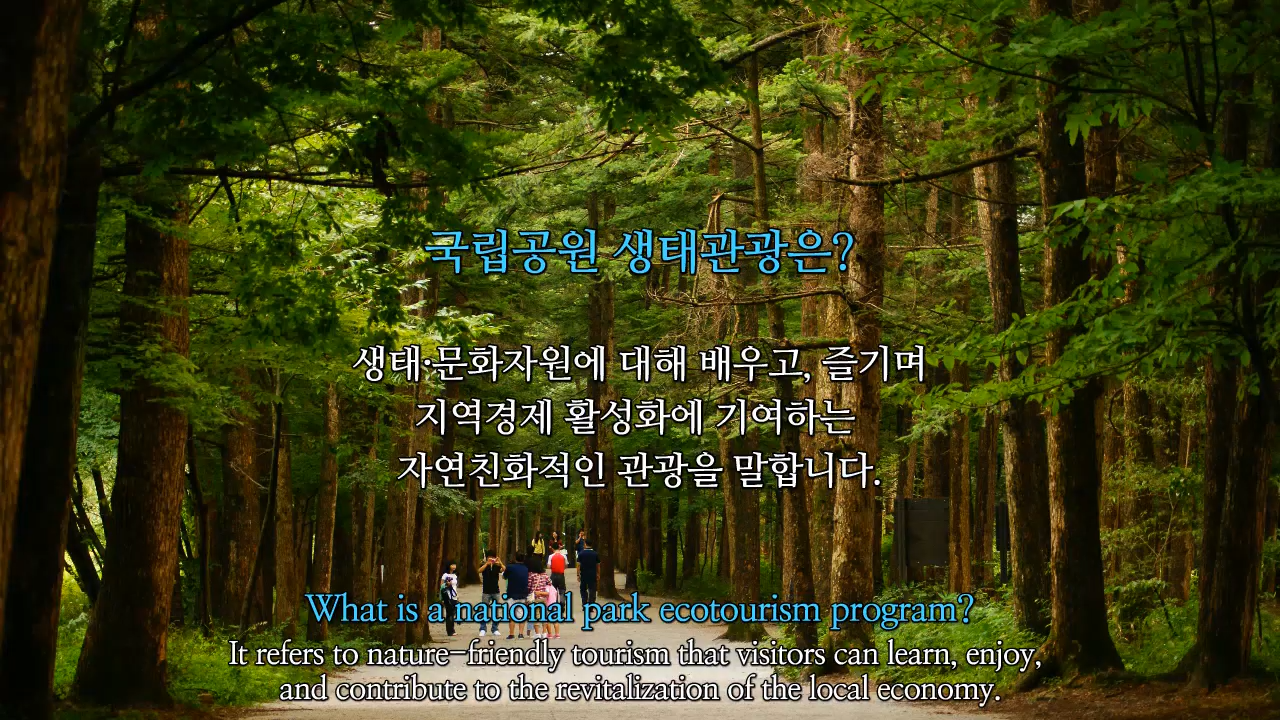 국립공원 생태관광은?
생태·문화자원에 대해 배우고, 즐기며
지역경제 활성화에 기여하는
자연친화적인 관광을 말합니다.
What is a national park ecotourism program?
It refers to nature-friendly tourism that visitors can learn, enjoy,
and contribute to the revitalization of the local economy.